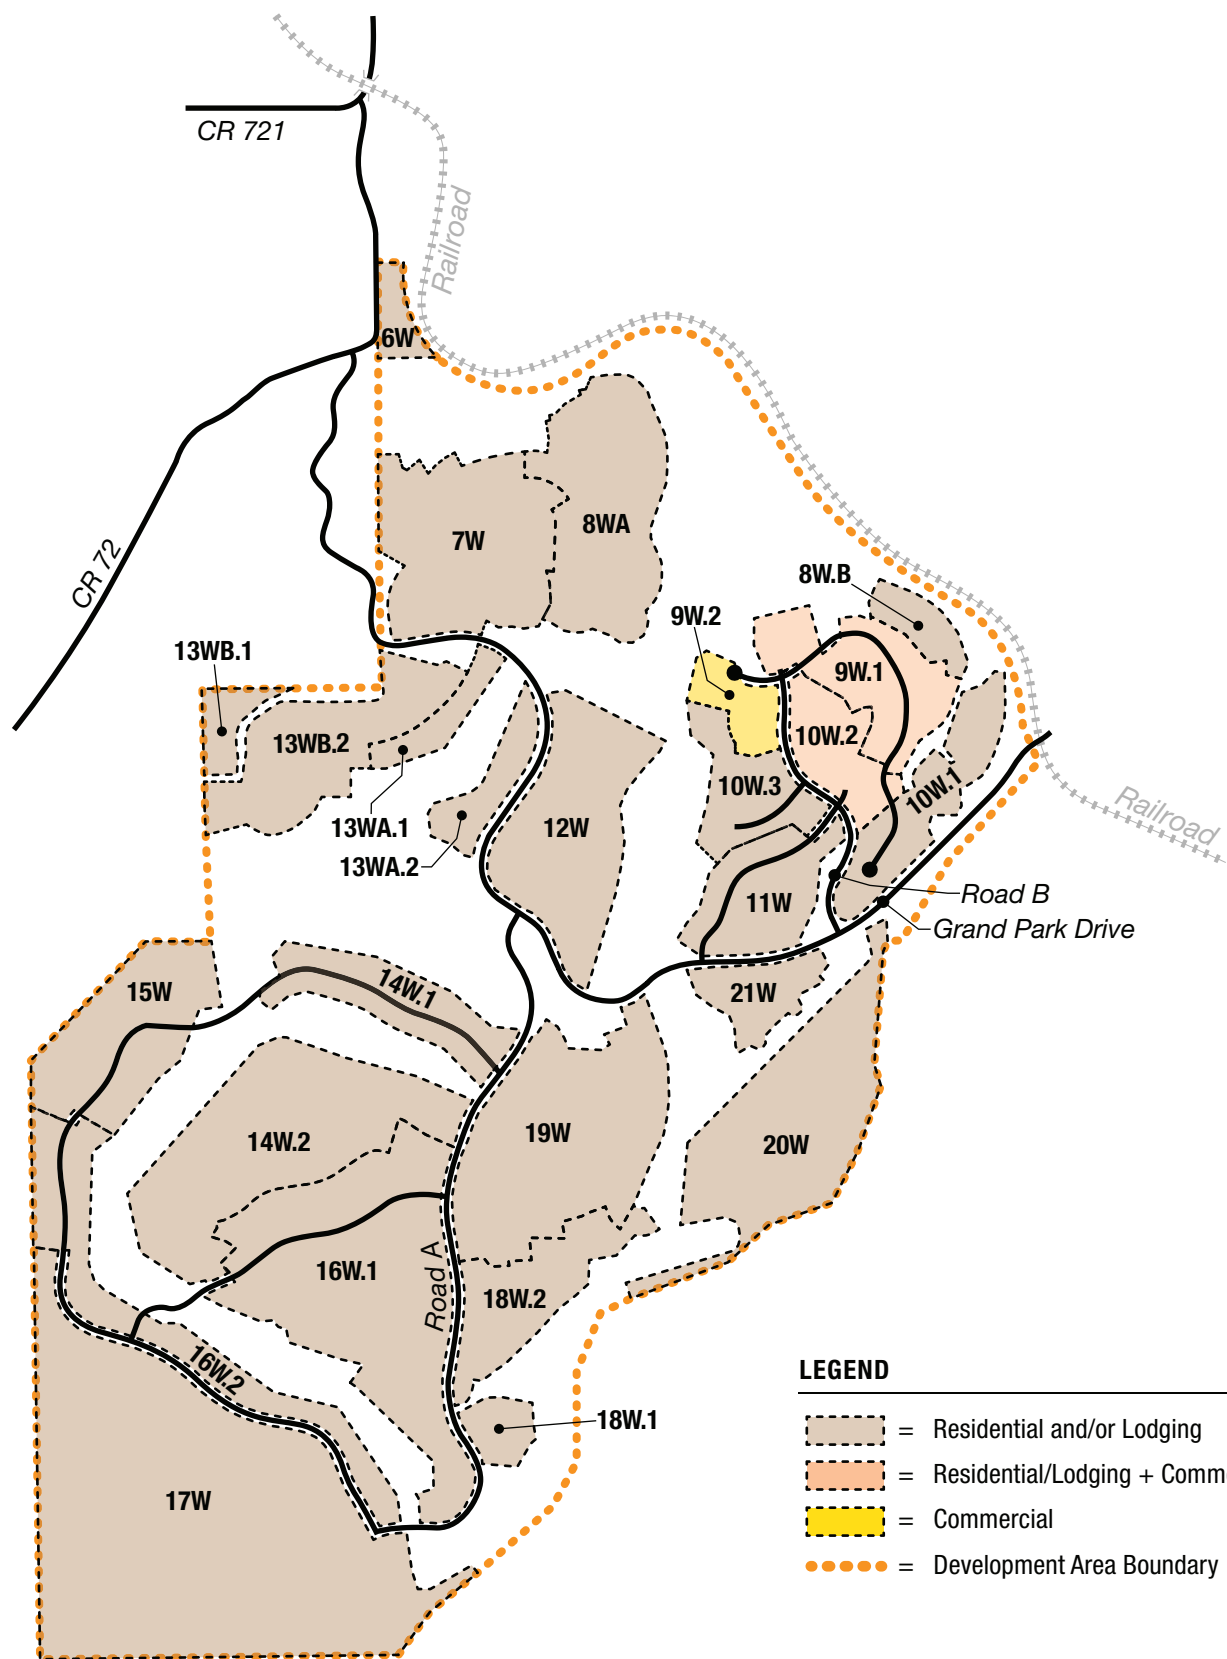 CR 721
Railroad
6W
7W
8WA
CR 72
8W.B
9W.2
13WB.1
9W.1
13WB.2
10W.2
10W.3
10W.1
Railroad
13WA.1
12W
13WA.2
Road B
11W
Grand Park Drive
14W.1
15W
21W
19W
14W.2
20W
Road A
16W.1
18W.2
16W.2
LEGEND
18W.1
= Residential and/or Lodging
= Residential/Lodging + Comm
17W
= Commercial
= Development Area Boundary